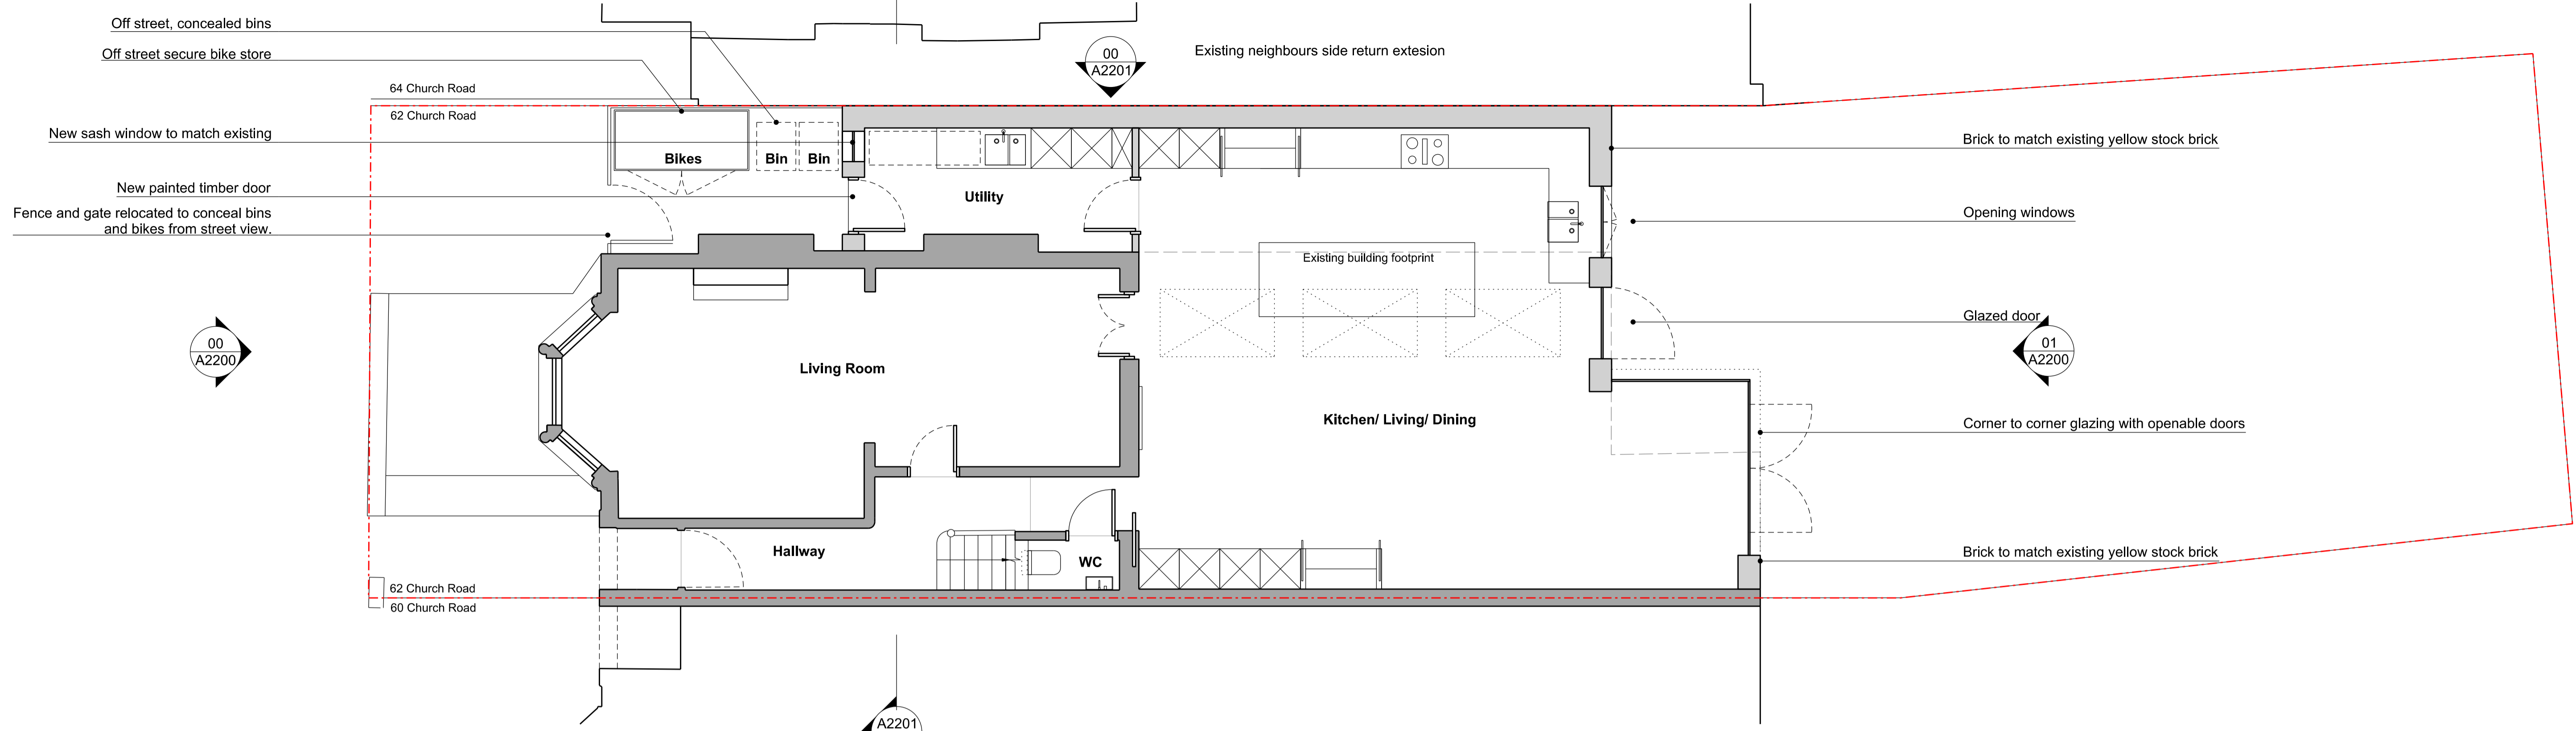 Off street, concealed bins
Off street secure bike store
64 Church Road
62 Church Road
New sash window to match existing
New painted timber door
Fence and gate relocated to conceal bins
and bikes from street view.
00
A2201
Existing neighbours side return extesion
Bikes
Bin
Bin
Utility
Brick to match existing yellow stock brick
Opening windows
Existing building footprint
Glazed door
00
A2200
01
A2200
Living Room
Kitchen/ Living/ Dining
Corner to corner glazing with openable doors
Hallway
WC
Brick to match existing yellow stock brick
62 Church Road
60 Church Road
A2201